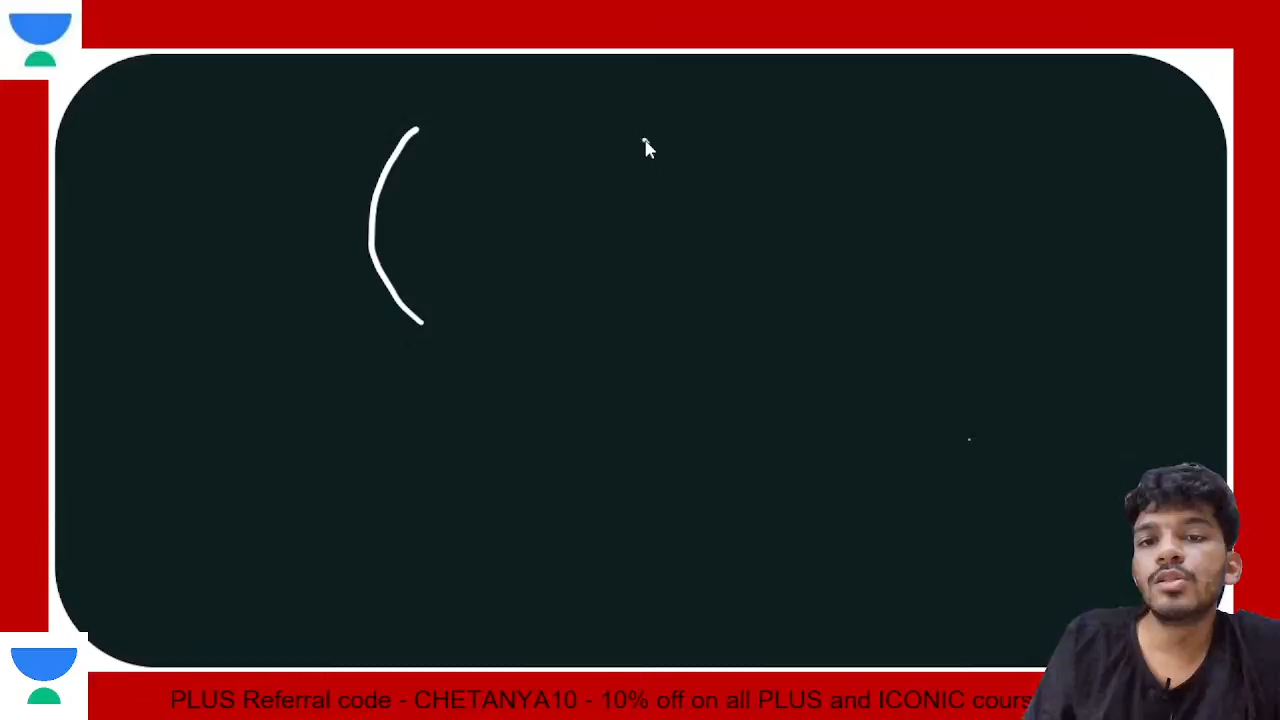 (
PLUS Referral code - CHETANYA10 - 10% off on all PLUS and ICONIC cours